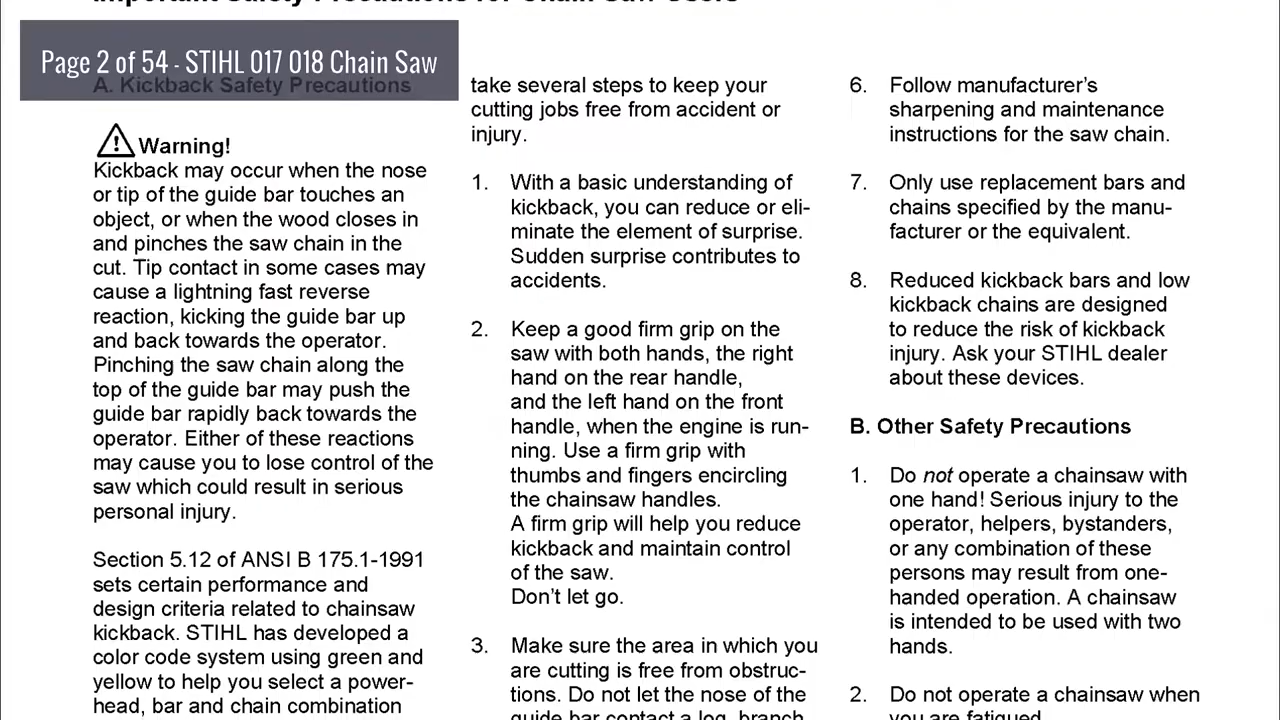 Important Safety Precautions for Chain Saw Users
Page 2 of 54 - STIHL 017 018 Chain Saw
A. Kickback Safety Precautions
Warning!
Kickback may occur when the nose
or tip of the guide bar touches an
object, or when the wood closes in
and pinches the saw chain in the
cut. Tip contact in some cases may
cause a lightning fast reverse
reaction, kicking the guide bar up
and back towards the operator.
Pinching the saw chain along the
top of the guide bar may push the
guide bar rapidly back towards the
operator. Either of these reactions
may cause you to lose control of the
saw which could result in serious
personal injury.
Section 5.12 of ANSI B 175.1-1991
sets certain performance and
design criteria related to chainsaw
kickback. STIHL has developed a
color code system using green and
yellow to help you select a power-
head, bar and chain combination
take several steps to keep your
cutting jobs free from accident or
injury.
1. With a basic understanding of
kickback, you can reduce or eli-
minate the element of surprise.
Sudden surprise contributes to
accidents.
2. Keep a good firm grip on the
saw with both hands, the right
hand on the rear handle,
and the left hand on the front
handle, when the engine is run-
ning. Use a firm grip with
thumbs and fingers encircling
the chainsaw handles.
A firm grip will help you reduce
kickback and maintain control
of the saw.
Don't let go.
3. Make sure the area in which you
are cutting is free from obstruc-
tions. Do not let the nose of the
guide bar contact a log, branch
6. Follow manufacturer's
sharpening and maintenance
instructions for the saw chain.
7. Only use replacement bars and
chains specified by the manu-
facturer or the equivalent.
8. Reduced kickback bars and low
kickback chains are designed
to reduce the risk of kickback
injury. Ask your STIHL dealer
about these devices.
B. Other Safety Precautions
1. Do not operate a chainsaw with
one hand! Serious injury to the
operator, helpers, bystanders,
or any combination of these
persons may result from one-
handed operation. A chainsaw
is intended to be used with two
hands.
2. Do not operate a chainsaw when
you are fatigued.